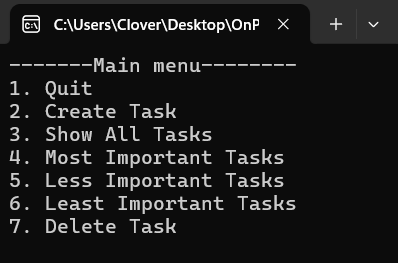 C:\Users\Clover\Desktop\OnP
-------Main menu--------
1. Quit
2. Create Task
3. Show All Tasks
4. Most Important Tasks
5. Less Important Tasks
6. Least Important Tasks
7. Delete Task